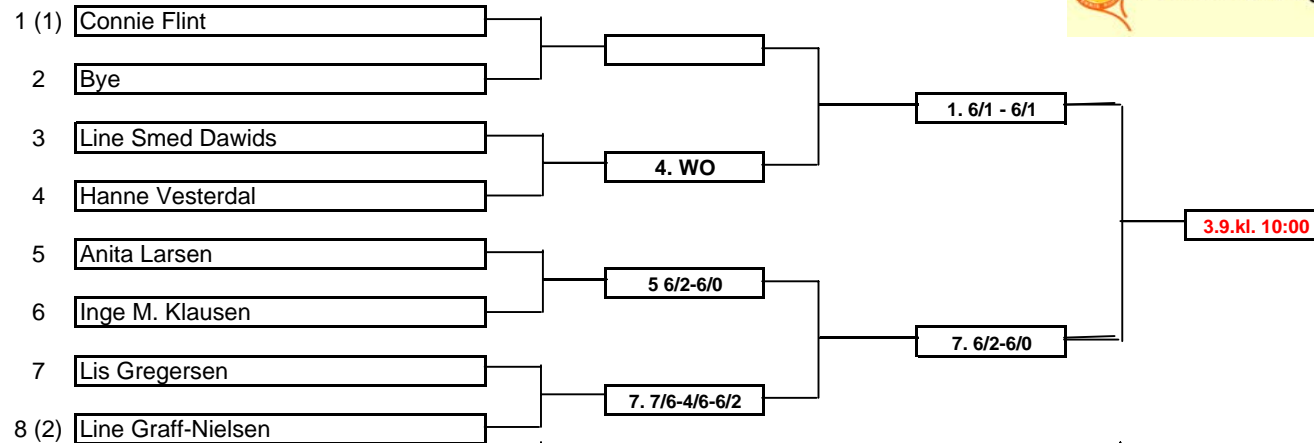 1 (1) Connie Flint
2 Bye
1. 6/1 - 6/1
3 Line Smed Dawids
4. WO
4 Hanne Vesterdal
3.9.kl. 10:00
5 Anita Larsen
5 6/2-6/0
6 Inge M. Klausen
7. 6/2-6/0
7 Lis Gregersen
7. 7/6-4/6-6/2
8 (2) Line Graff-Nielsen